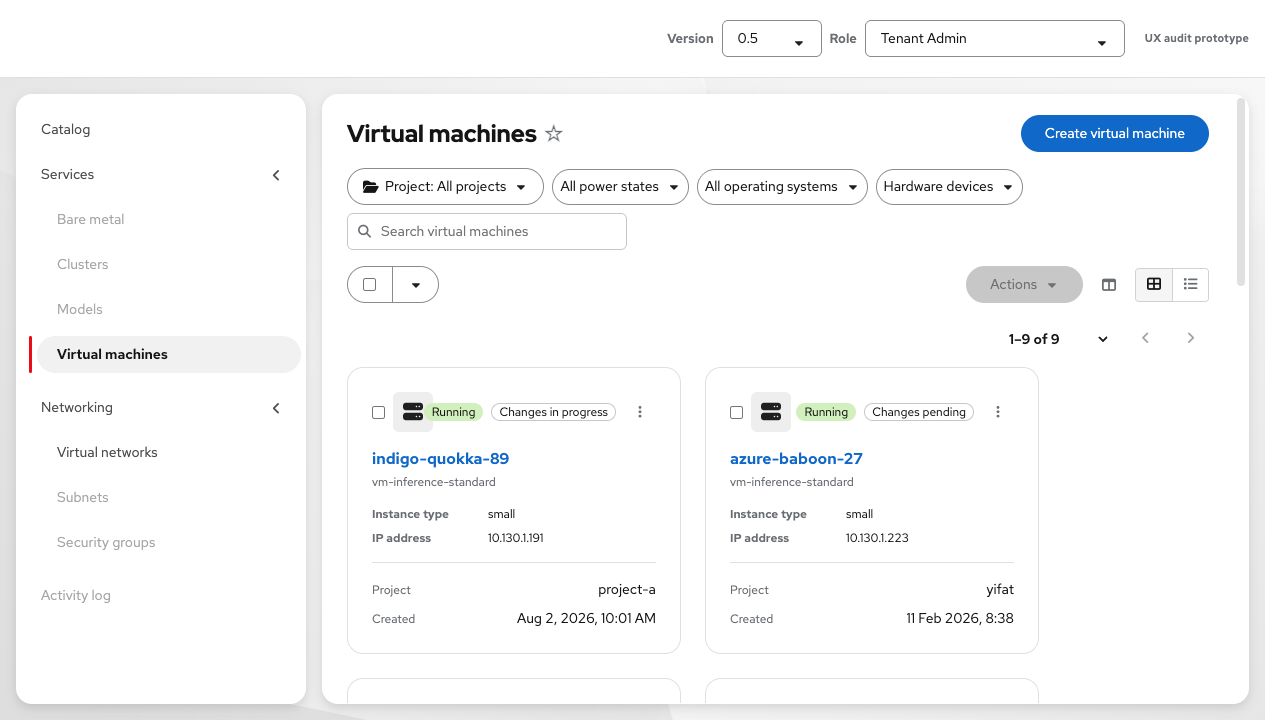 Version 0.5 Role Tenant Admin UX audit prototype
Catalog
Services
Bare metal
Clusters
Models
Virtual machines
Networking
Virtual networks
Subnets
Security groups
Activity log
Virtual machines
Create virtual machine
Project: All projects All power states All operating systems Hardware devices
Search virtual machines
Actions
1–9 of 9
Running Changes in progress
indigo-quokka-89
vm-inference-standard
Instance type small
IP address 10.130.1.191
Project project-a
Created Aug 2, 2026, 10:01 AM
Running Changes pending
azure-baboon-27
vm-inference-standard
Instance type small
IP address 10.130.1.223
Project yifat
Created 11 Feb 2026, 8:38